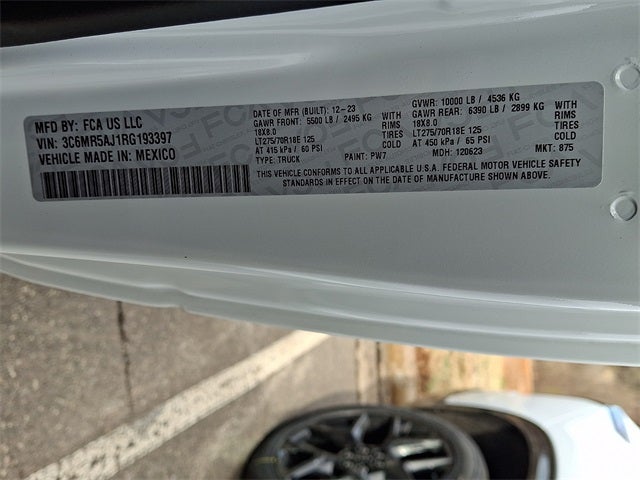 MFD BY: FCA US LLC
VIN: 3C6MR5AJ1RG193397
VEHICLE MADE IN: MEXICO
DATE OF MFR (BUILT): 12-23
GAWR FRONT: 5500 LB / 2495 KG WITH
18X8.0 RIMS
LT275/70R18E 125 TIRES
AT 415 kPa / 60 PSI COLD
TYPE: TRUCK PAINT: PW7
GVWR: 10000 LB / 4536 KG
GAWR REAR: 6390 LB / 2899 KG WITH
18X8.0 RIMS
LT275/70R18E 125 TIRES
AT 450 kPa / 65 PSI COLD
MDH: 120623 MKT: 875
THIS VEHICLE CONFORMS TO ALL APPLICABLE U.S.A. FEDERAL MOTOR VEHICLE SAFETY
STANDARDS IN EFFECT ON THE DATE OF MANUFACTURE SHOWN ABOVE.